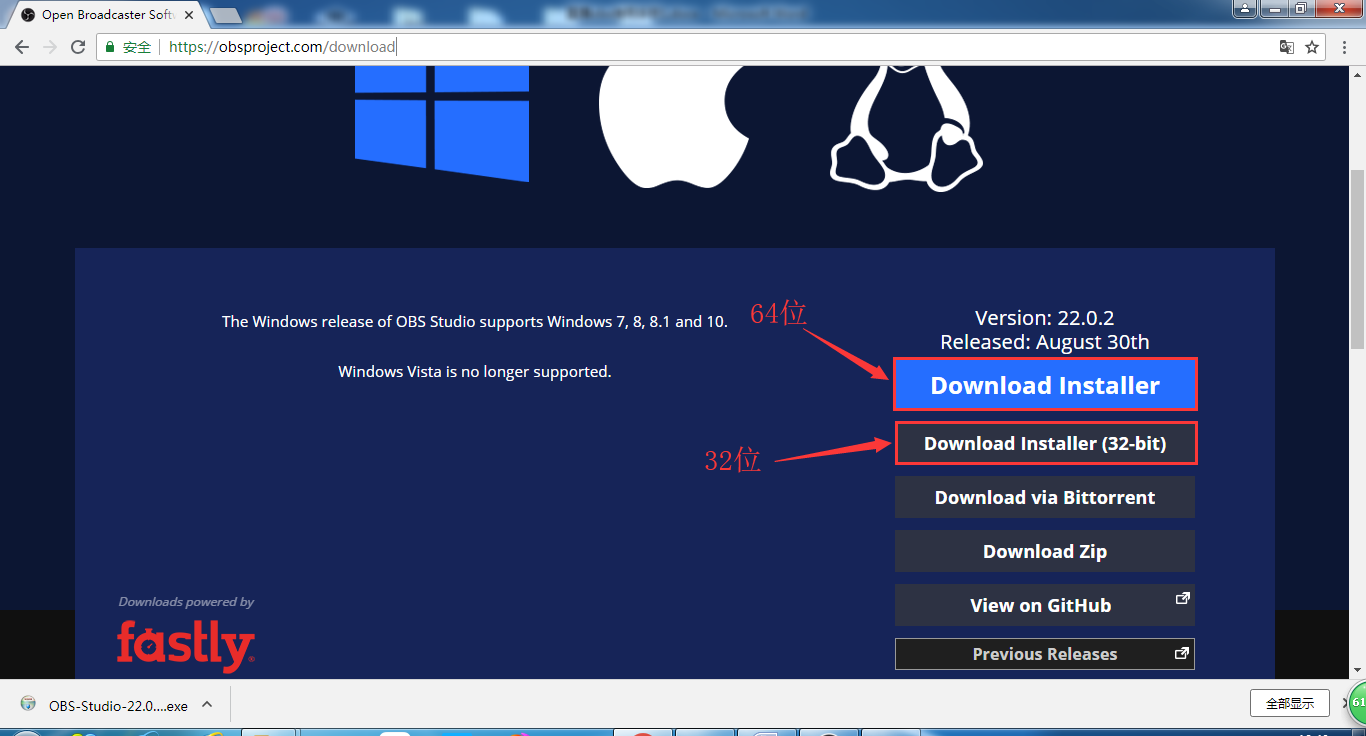 Open Broadcaster Soft
安全
https://obsproject.com/download
The Windows release of OBS Studio supports Windows 7, 8, 8.1 and 10.
Windows Vista is no longer supported.
64位
Version: 22.0.2
Released: August 30th
Download Installer
32位
Download Installer (32-bit)
Download via Bittorrent
Download Zip
View on GitHub
Previous Releases
Downloads powered by
fastly
OBS-Studio-22.0....exe
全部显示
61